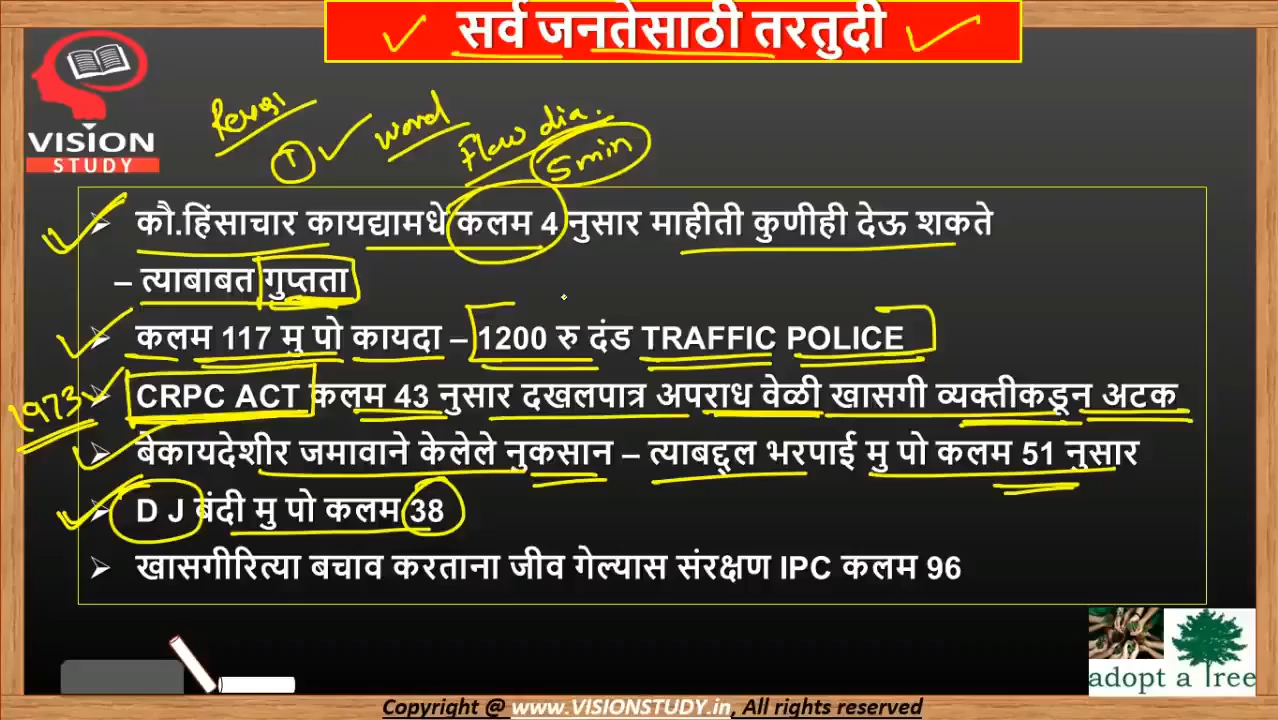 सर्व जनतेसाठी तरतुदी
VISION
STUDY
① word Flow dia.
5 min
कौ.हिंसाचार कायद्यामधे कलम 4 नुसार माहीती कुणीही देऊ शकते
– त्याबाबत गुप्तता
कलम 117 मु पो कायदा – 1200 रु दंड TRAFFIC POLICE
1973
CRPC ACT कलम 43 नुसार दखलपात्र अपराध वेळी खासगी व्यक्तीकडून अटक
बेकायदेशीर जमावाने केलेले नुकसान – त्याबद्दल भरपाई मु पो कलम 51 नुसार
D J बंदी मु पो कलम 38
खासगीरित्या बचाव करताना जीव गेल्यास संरक्षण IPC कलम 96
adopt a Tree
Copyright @ www.VISIONSTUDY.in, All rights reserved